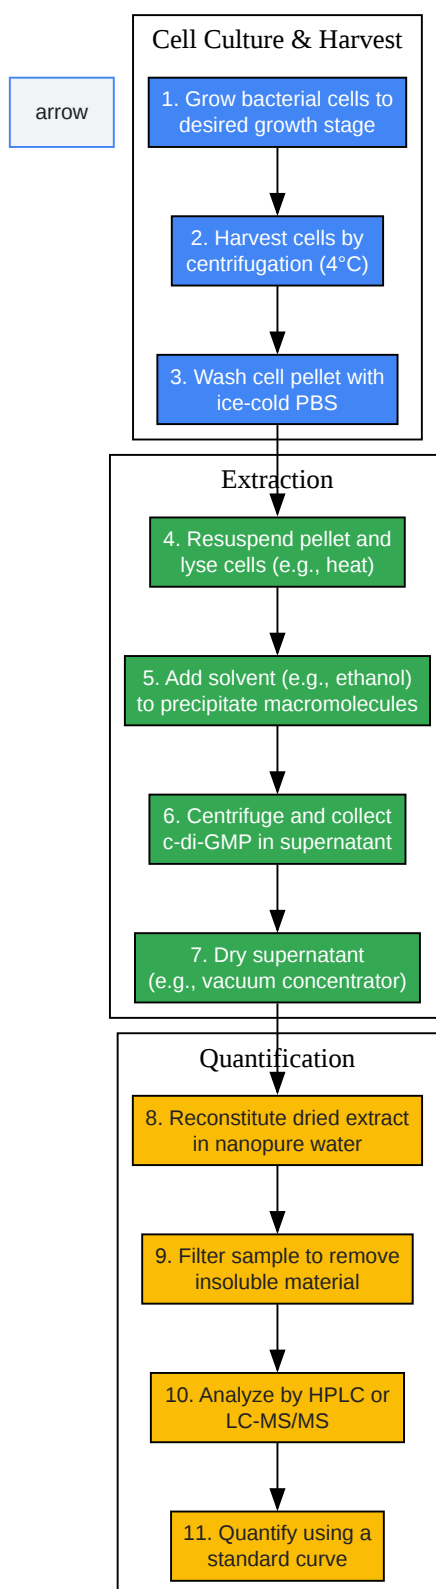 Cell Culture & Harvest
arrow
1. Grow bacterial cells to
desired growth stage
2. Harvest cells by
centrifugation (4°C)
3. Wash cell pellet with
ice-cold PBS
Extraction
4. Resuspend pellet and
lyse cells (e.g., heat)
5. Add solvent (e.g., ethanol)
to precipitate macromolecules
6. Centrifuge and collect
c-di-GMP in supernatant
7. Dry supernatant
(e.g., vacuum concentrator)
Quantification
8. Reconstitute dried extract
in nanopure water
9. Filter sample to remove
insoluble material
10. Analyze by HPLC or
LC-MS/MS
11. Quantify using a
standard curve